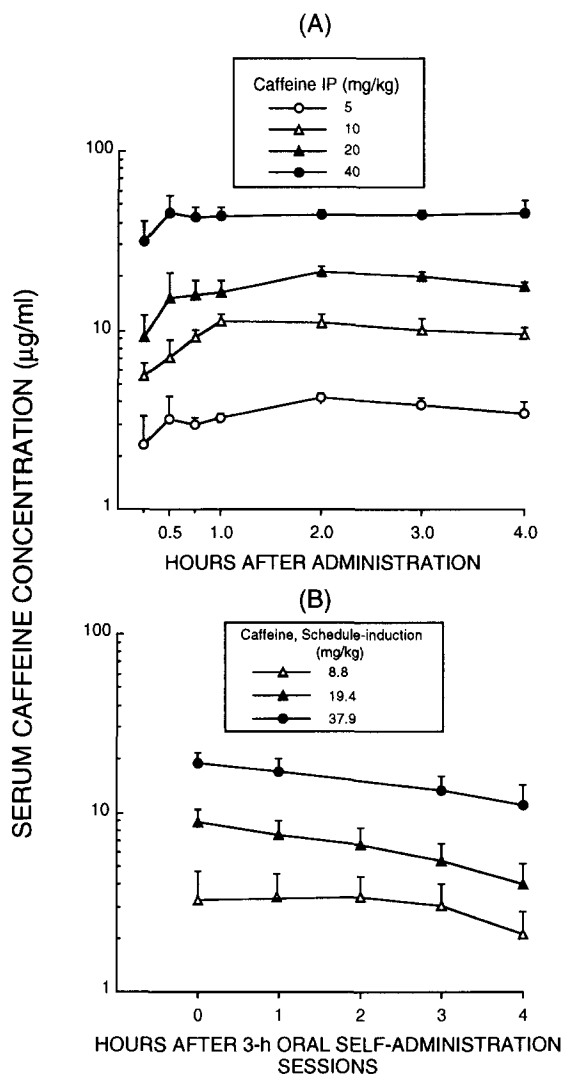 (A)
Caffeine IP (mg/kg)
5
10
20
40
100
10
1
0.5 1.0 2.0 3.0 4.0
HOURS AFTER ADMINISTRATION
SERUM CAFFEINE CONCENTRATION (µg/ml)
(B)
Caffeine, Schedule-induction
(mg/kg)
8.8
19.4
37.9
100
10
1
0 1 2 3 4
HOURS AFTER 3-h ORAL SELF-ADMINISTRATION
SESSIONS